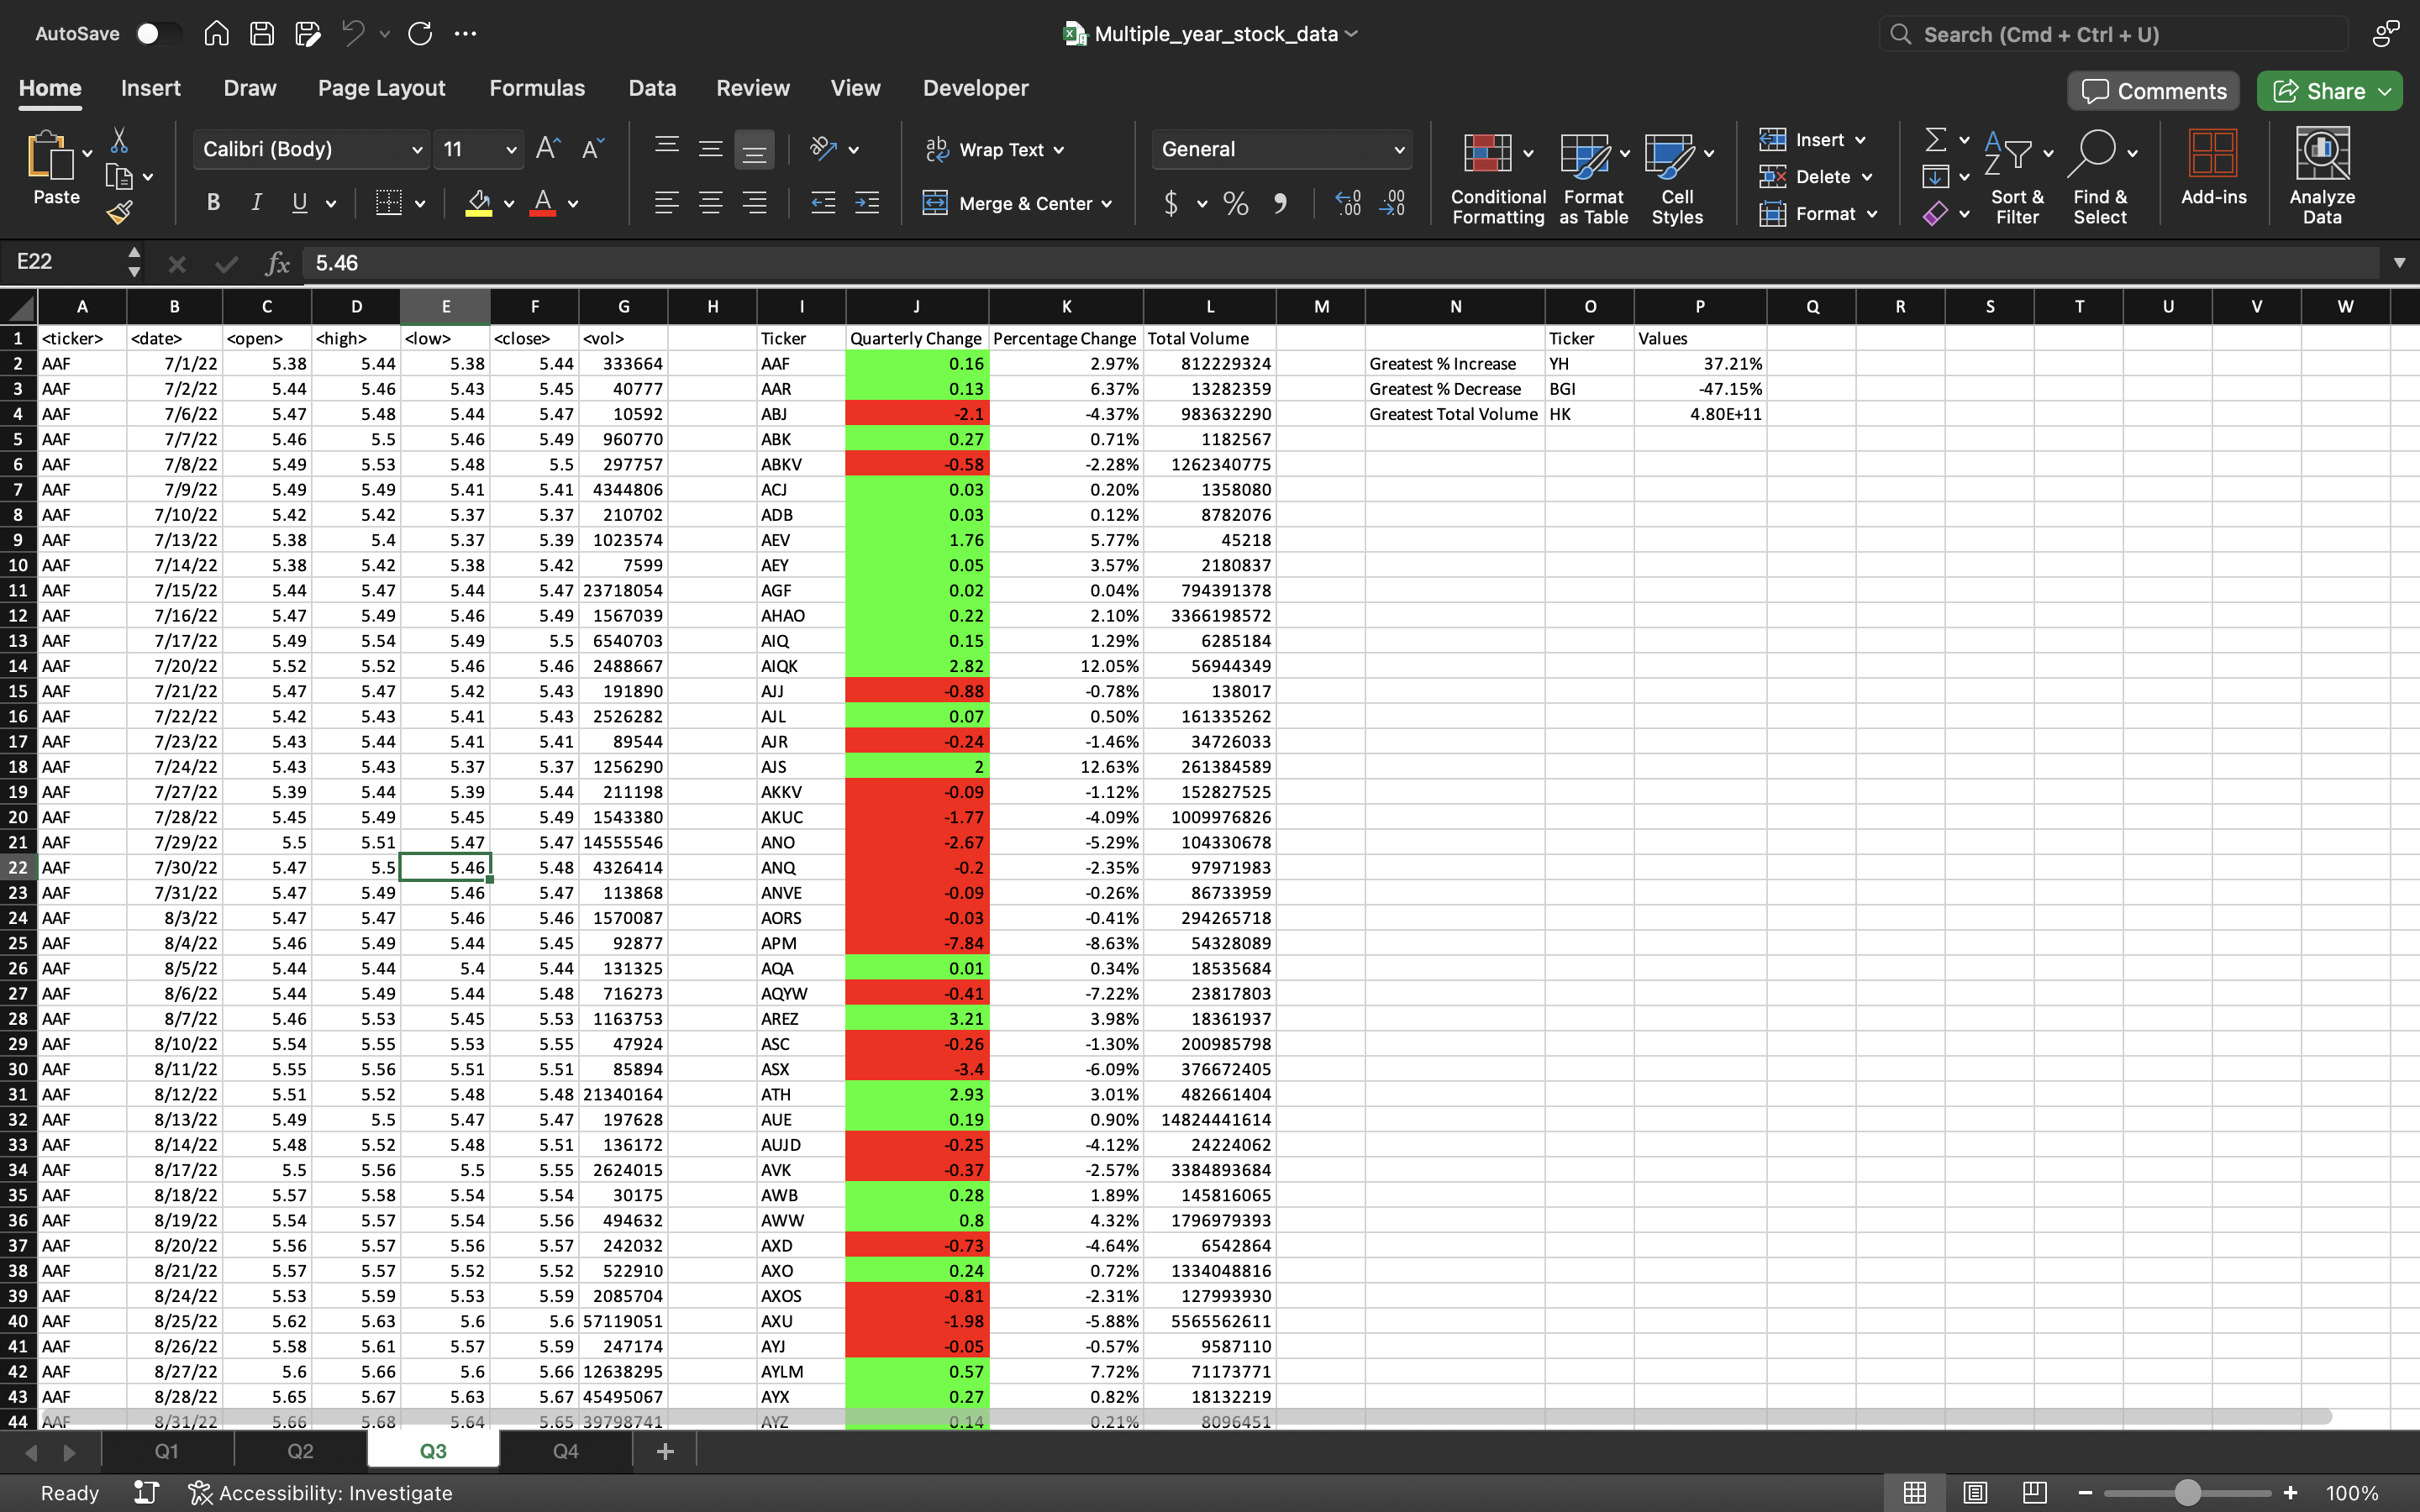 AutoSave
Multiple_year_stock_data
Search (Cmd + Ctrl + U)
Home Insert Draw Page Layout Formulas Data Review View Developer Comments Share
Paste Calibri (Body) 11 Wrap Text Merge & Center General Conditional Formatting Format as Table Cell Styles Insert Delete Format Sort & Filter Find & Select Add-ins Analyze Data
E22 fx 5.46
A B C D E F G H I J K L M N O P Q R S T U V W
1 <ticker> <date> <open> <high> <low> <close> <vol> Ticker Quarterly Change Percentage Change Total Volume Ticker Values
2 AAF 7/1/22 5.38 5.44 5.38 5.44 333664 AAF 0.16 2.97% 812229324 Greatest % Increase YH 37.21%
3 AAF 7/2/22 5.44 5.46 5.43 5.45 40777 AAR 0.13 6.37% 13282359 Greatest % Decrease BGI -47.15%
4 AAF 7/6/22 5.47 5.48 5.44 5.47 10592 ABJ -2.1 -4.37% 983632290 Greatest Total Volume HK 4.80E+11
5 AAF 7/7/22 5.46 5.5 5.46 5.49 960770 ABK 0.27 0.71% 1182567
6 AAF 7/8/22 5.49 5.53 5.48 5.5 297757 ABKV -0.58 -2.28% 1262340775
7 AAF 7/9/22 5.49 5.49 5.41 5.41 4344806 ACJ 0.03 0.20% 1358080
8 AAF 7/10/22 5.42 5.42 5.37 5.37 210702 ADB 0.03 0.12% 8782076
9 AAF 7/13/22 5.38 5.4 5.37 5.39 1023574 AEV 1.76 5.77% 45218
10 AAF 7/14/22 5.38 5.42 5.38 5.42 7599 AEY 0.05 3.57% 2180837
11 AAF 7/15/22 5.44 5.47 5.44 5.47 23718054 AGF 0.02 0.04% 794391378
12 AAF 7/16/22 5.47 5.49 5.46 5.49 1567039 AHAO 0.22 2.10% 3366198572
13 AAF 7/17/22 5.49 5.54 5.49 5.5 6540703 AIQ 0.15 1.29% 6285184
14 AAF 7/20/22 5.52 5.52 5.46 5.46 2488667 AIQK 2.82 12.05% 56944349
15 AAF 7/21/22 5.47 5.47 5.42 5.43 191890 AJJ -0.88 -0.78% 138017
16 AAF 7/22/22 5.42 5.43 5.41 5.43 2526282 AJL 0.07 0.50% 161335262
17 AAF 7/23/22 5.43 5.44 5.41 5.41 89544 AJR -0.24 -1.46% 34726033
18 AAF 7/24/22 5.43 5.43 5.37 5.37 1256290 AJS 2 12.63% 261384589
19 AAF 7/27/22 5.39 5.44 5.39 5.44 211198 AKKV -0.09 -1.12% 152827525
20 AAF 7/28/22 5.45 5.49 5.45 5.49 1543380 AKUC -1.77 -4.09% 1009976826
21 AAF 7/29/22 5.5 5.51 5.47 5.47 14555546 ANO -2.67 -5.29% 104330678
22 AAF 7/30/22 5.47 5.5 5.46 5.48 4326414 ANQ -0.2 -2.35% 97971983
23 AAF 7/31/22 5.47 5.49 5.46 5.47 113868 ANVE -0.09 -0.26% 86733959
24 AAF 8/3/22 5.47 5.47 5.46 5.46 1570087 AORS -0.03 -0.41% 294265718
25 AAF 8/4/22 5.46 5.49 5.44 5.45 92877 APM -7.84 -8.63% 54328089
26 AAF 8/5/22 5.44 5.44 5.4 5.44 131325 AQA 0.01 0.34% 18535684
27 AAF 8/6/22 5.44 5.49 5.44 5.48 716273 AQYW -0.41 -7.22% 23817803
28 AAF 8/7/22 5.46 5.53 5.45 5.53 1163753 AREZ 3.21 3.98% 18361937
29 AAF 8/10/22 5.54 5.55 5.53 5.55 47924 ASC -0.26 -1.30% 200985798
30 AAF 8/11/22 5.55 5.56 5.51 5.51 85894 ASX -3.4 -6.09% 376672405
31 AAF 8/12/22 5.51 5.52 5.48 5.48 21340164 ATH 2.93 3.01% 482661404
32 AAF 8/13/22 5.49 5.5 5.47 5.47 197628 AUE 0.19 0.90% 14824441614
33 AAF 8/14/22 5.48 5.52 5.48 5.51 136172 AUJD -0.25 -4.12% 24224062
34 AAF 8/17/22 5.5 5.56 5.5 5.55 2624015 AVK -0.37 -2.57% 3384893684
35 AAF 8/18/22 5.57 5.58 5.54 5.54 30175 AWB 0.28 1.89% 145816065
36 AAF 8/19/22 5.54 5.57 5.54 5.56 494632 AWW 0.8 4.32% 1796979393
37 AAF 8/20/22 5.56 5.57 5.56 5.57 242032 AXD -0.73 -4.64% 6542864
38 AAF 8/21/22 5.57 5.57 5.52 5.52 522910 AXO 0.24 0.72% 1334048816
39 AAF 8/24/22 5.53 5.59 5.53 5.59 2085704 AXOS -0.81 -2.31% 127993930
40 AAF 8/25/22 5.62 5.63 5.6 5.6 57119051 AXU -1.98 -5.88% 5565562611
41 AAF 8/26/22 5.58 5.61 5.57 5.59 247174 AYJ -0.05 -0.57% 9587110
42 AAF 8/27/22 5.6 5.66 5.6 5.66 12638295 AYLM 0.57 7.72% 71173771
43 AAF 8/28/22 5.65 5.67 5.63 5.67 45495067 AYX 0.27 0.82% 18132219
44 AAF 8/31/22 5.66 5.68 5.64 5.65 39798741 AYZ 0.14 0.21% 8096451
Q1 Q2 Q3 Q4
Ready Accessibility: Investigate 100%